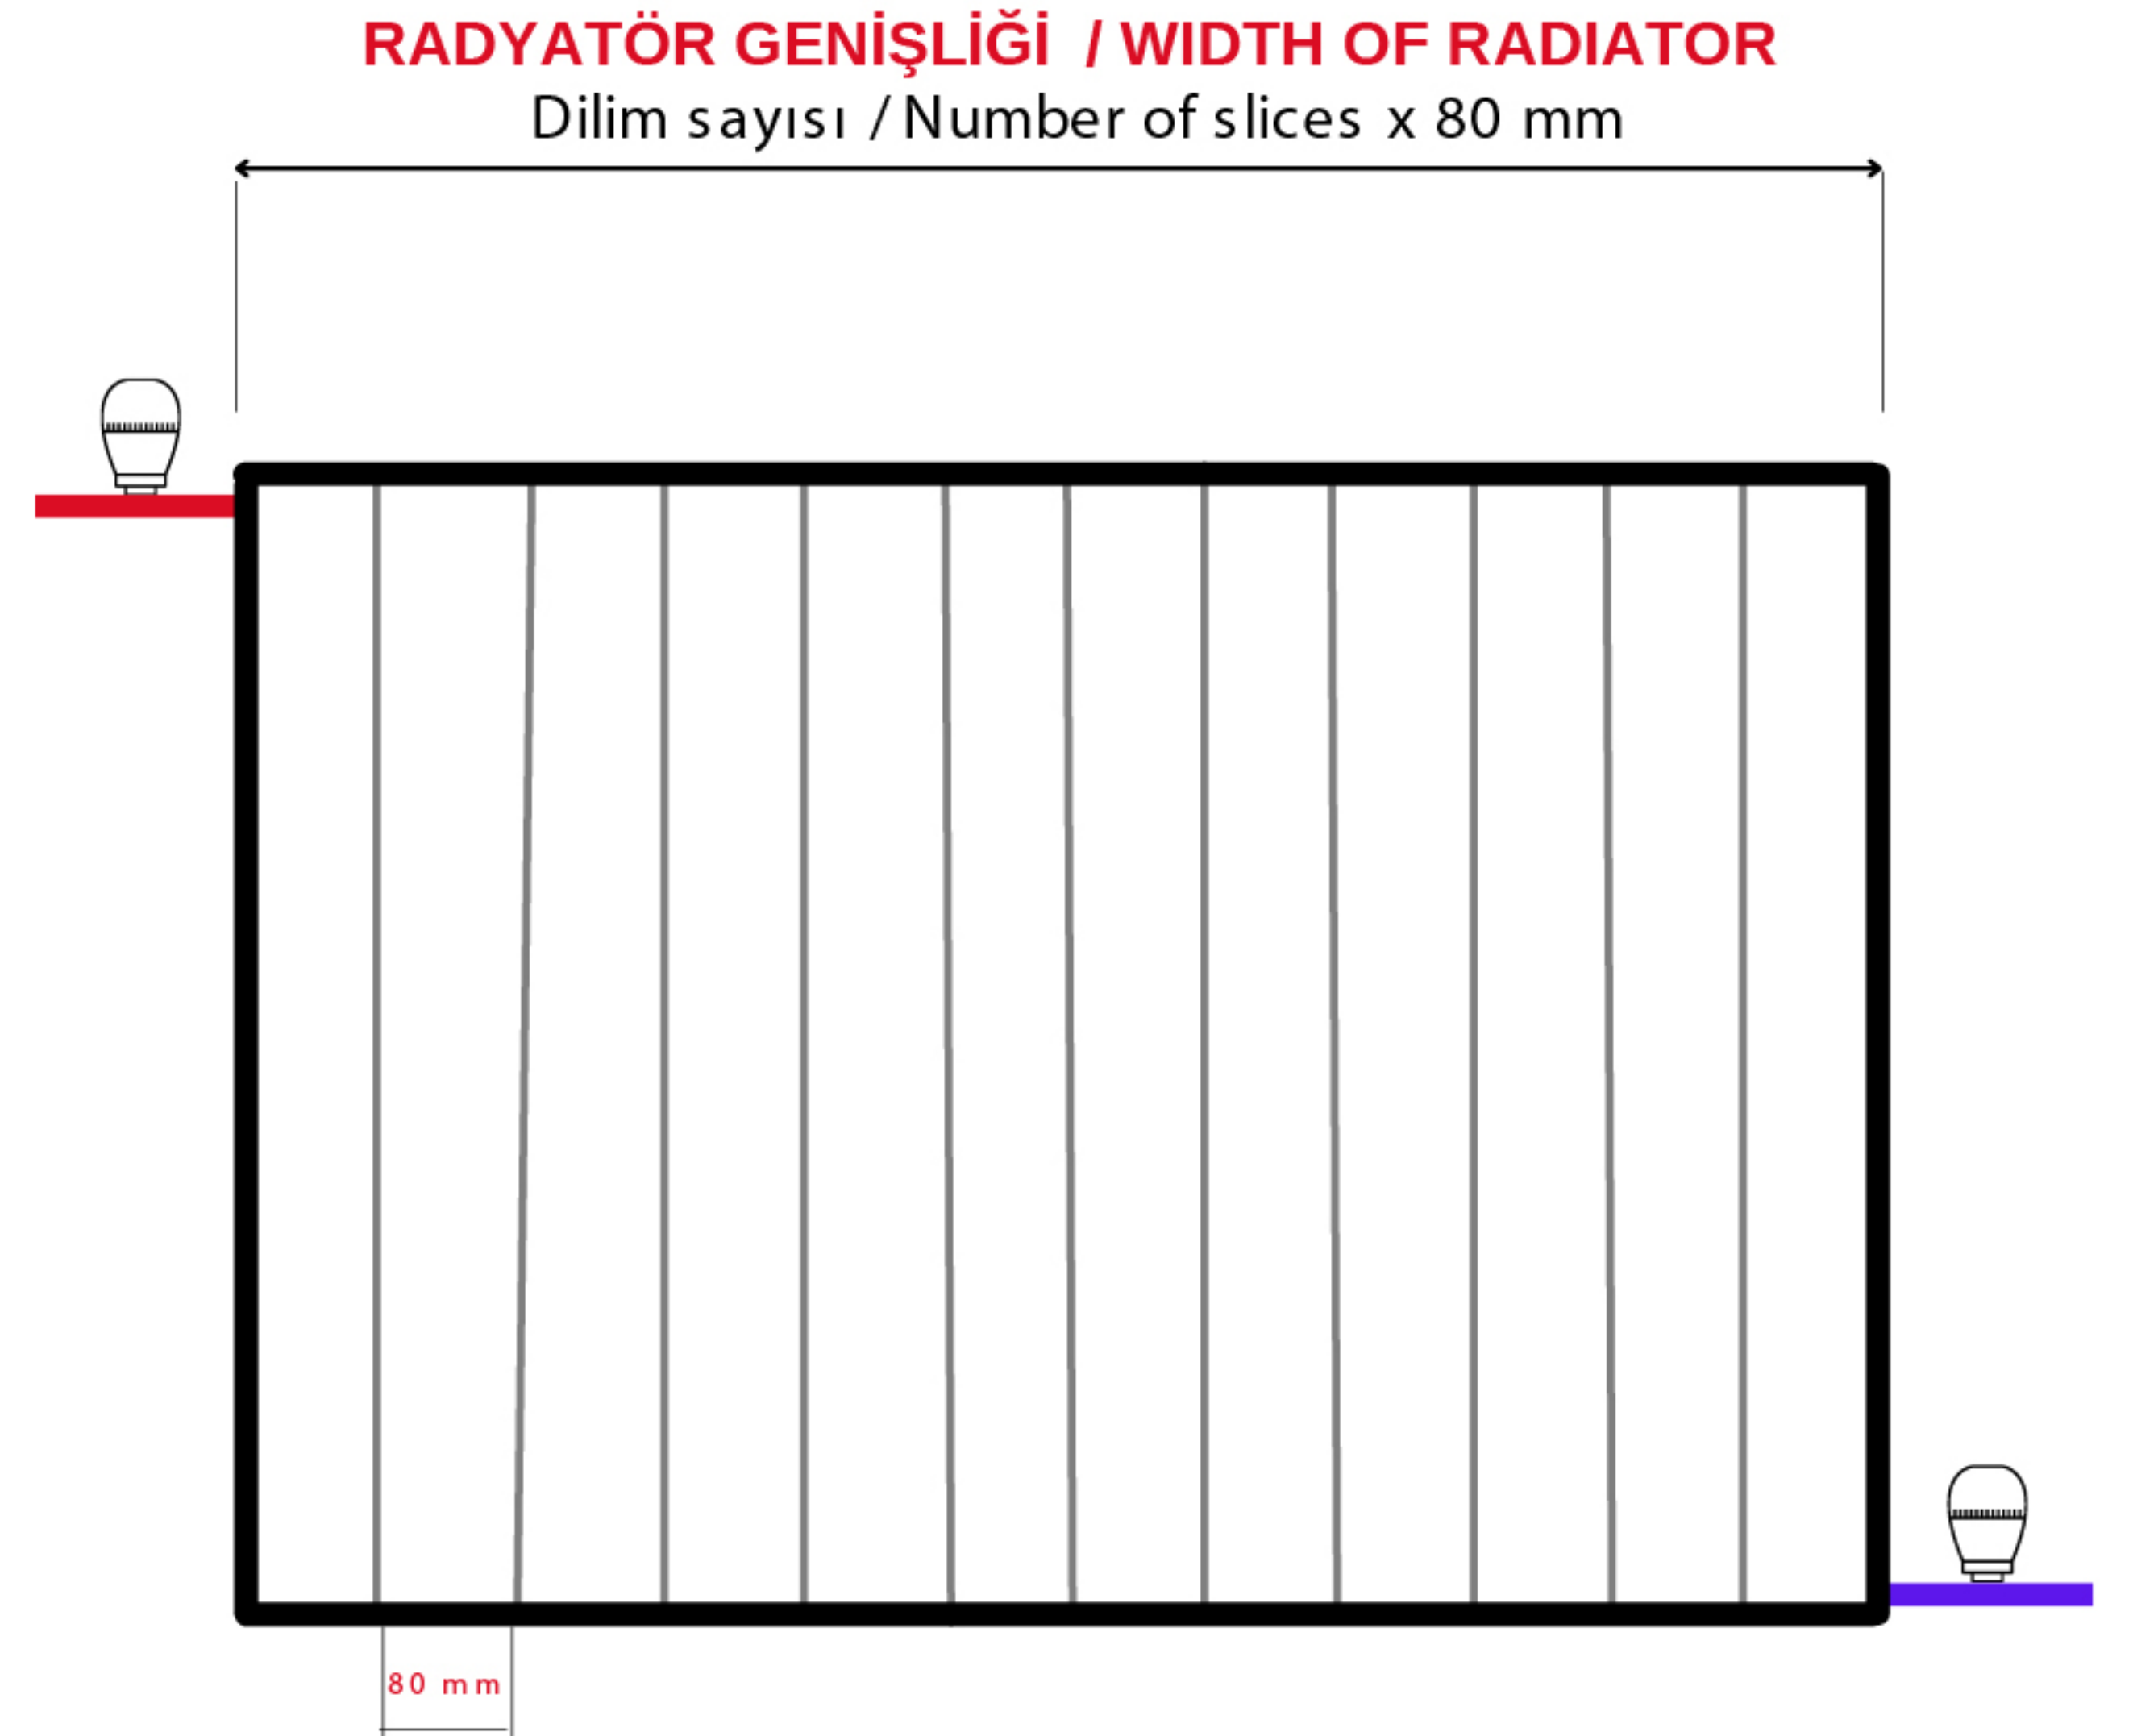 RADYATÖR GENİŞLİĞİ / WIDTH OF RADIATOR
Dilim sayısı / Number of slices x 80 mm
80 mm